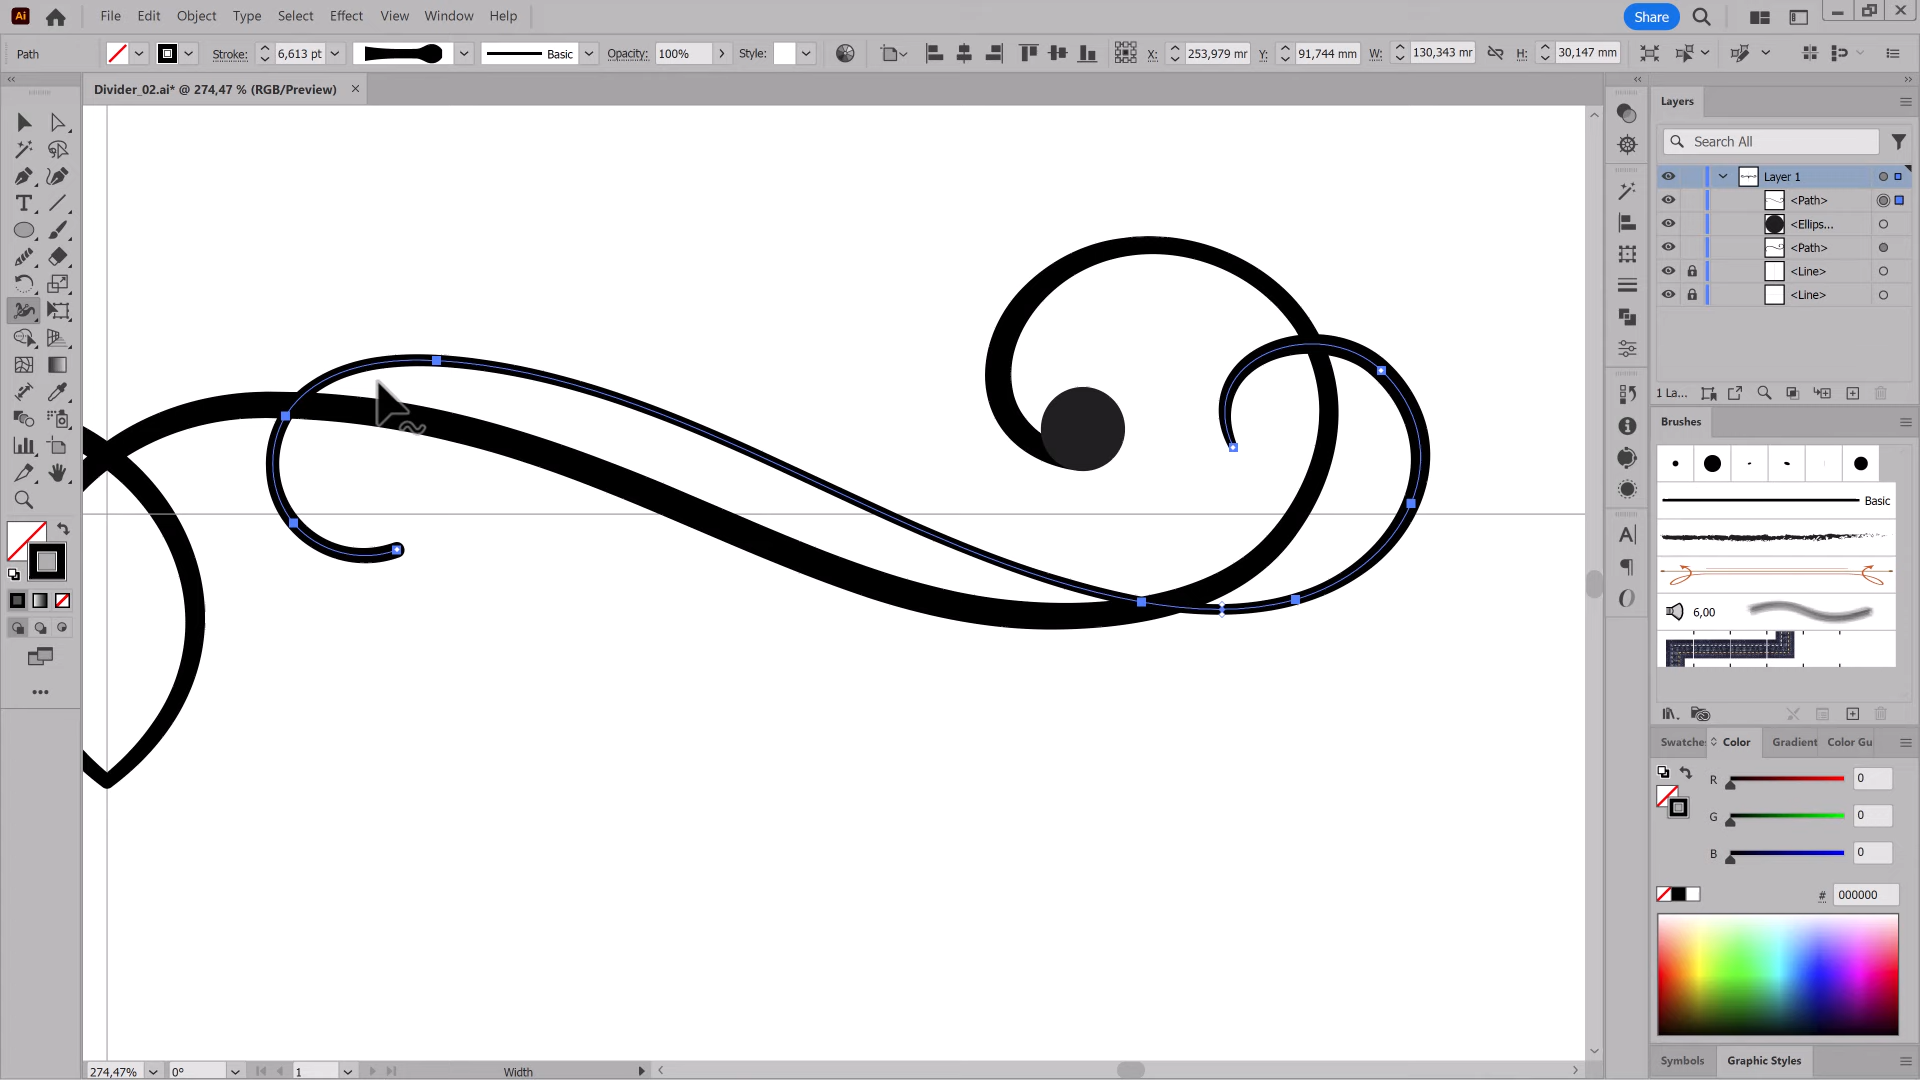 Ai File Edit Object Type Select Effect View Window Help Share
Path Stroke: 6,613 pt Basic Opacity: 100% Style: X: 253,979 mr Y: 91,744 mm W: 130,343 mr H: 30,147 mm
Divider_02.ai* @ 274,47 % (RGB/Preview) ×
Layers
Search All
Layer 1
<Path>
<Ellips...
<Path>
<Line>
<Line>
1 La...
Brushes
Basic
6,00
Swatche: Color Gradient Color Gu
R 0
G 0
B 0
# 000000
Symbols Graphic Styles
274,47% 0° 1 Width